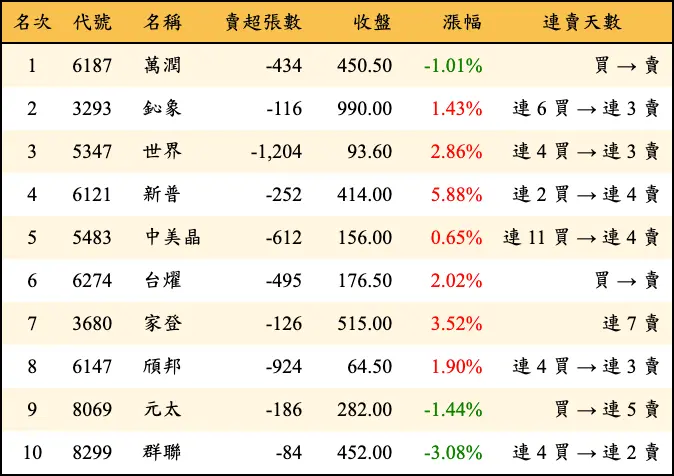 名次 代號 名稱 賣超張數 收盤 漲幅 連賣天數
1 6187 萬潤 -434 450.50 -1.01% 買 → 賣
2 3293 鈊象 -116 990.00 1.43% 連 6 買 → 連 3 賣
3 5347 世界 -1,204 93.60 2.86% 連 4 買 → 連 3 賣
4 6121 新普 -252 414.00 5.88% 連 2 買 → 連 4 賣
5 5483 中美晶 -612 156.00 0.65% 連 11 買 → 連 4 賣
6 6274 台燿 -495 176.50 2.02% 買 → 賣
7 3680 家登 -126 515.00 3.52% 連 7 賣
8 6147 頎邦 -924 64.50 1.90% 連 4 買 → 連 3 賣
9 8069 元太 -186 282.00 -1.44% 買 → 連 5 賣
10 8299 群聯 -84 452.00 -3.08% 連 4 買 → 連 2 賣